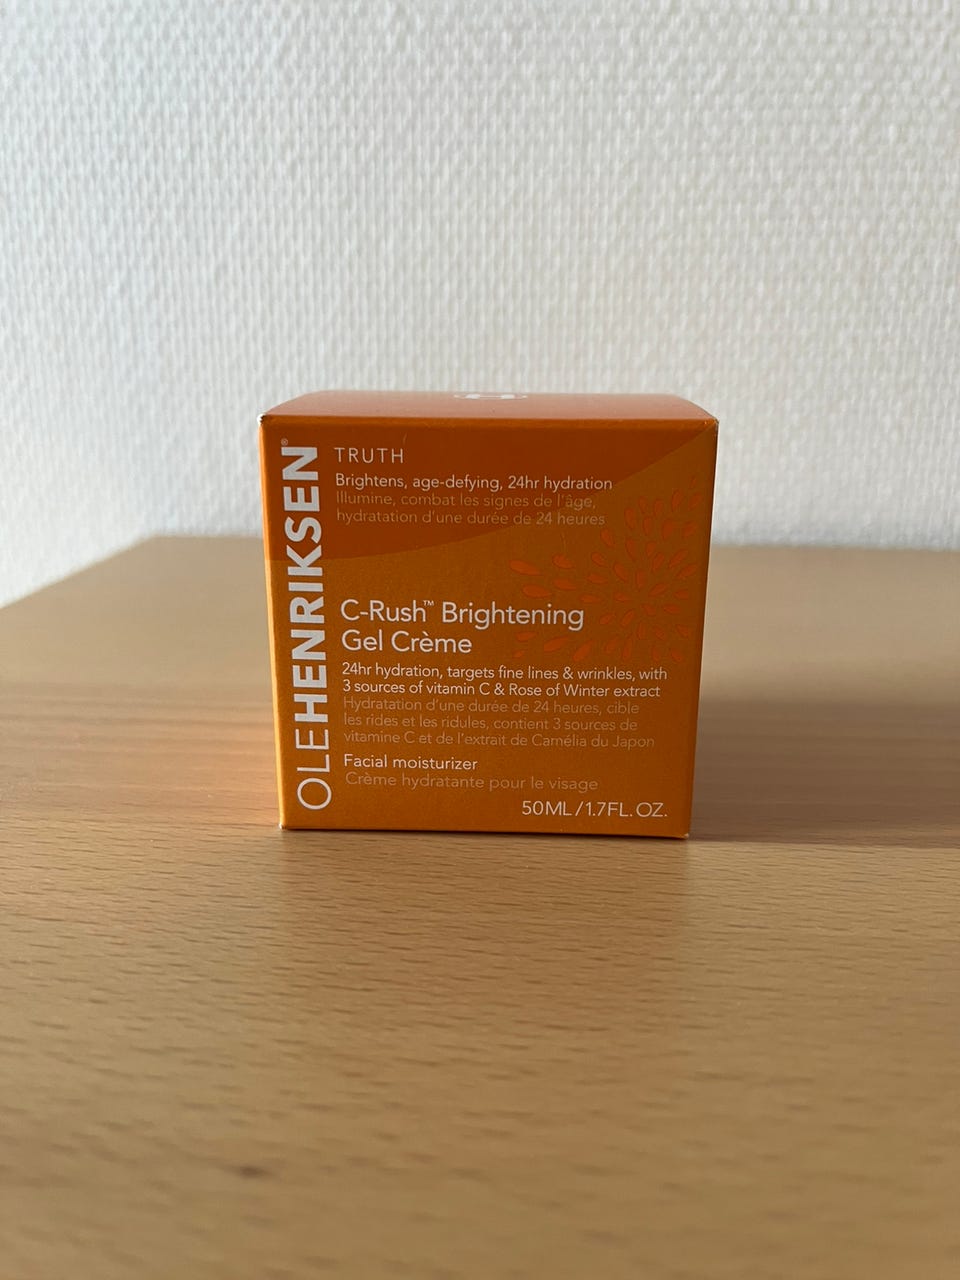 OLEHENRIKSEN®
TRUTH
Brightens, age-defying, 24hr hydration
Illumine, combat les signes de l'âge,
hydratation d'une durée de 24 heures
C-Rush™ Brightening
Gel Crème
24hr hydration, targets fine lines & wrinkles, with
3 sources of vitamin C & Rose of Winter extract
Hydratation d'une durée de 24 heures, cible
les rides et les ridules, contient 3 sources de
vitamine C et de l'extrait de Camélia du Japon
Facial moisturizer
Crème hydratante pour le visage
50ML/1.7FL. OZ.